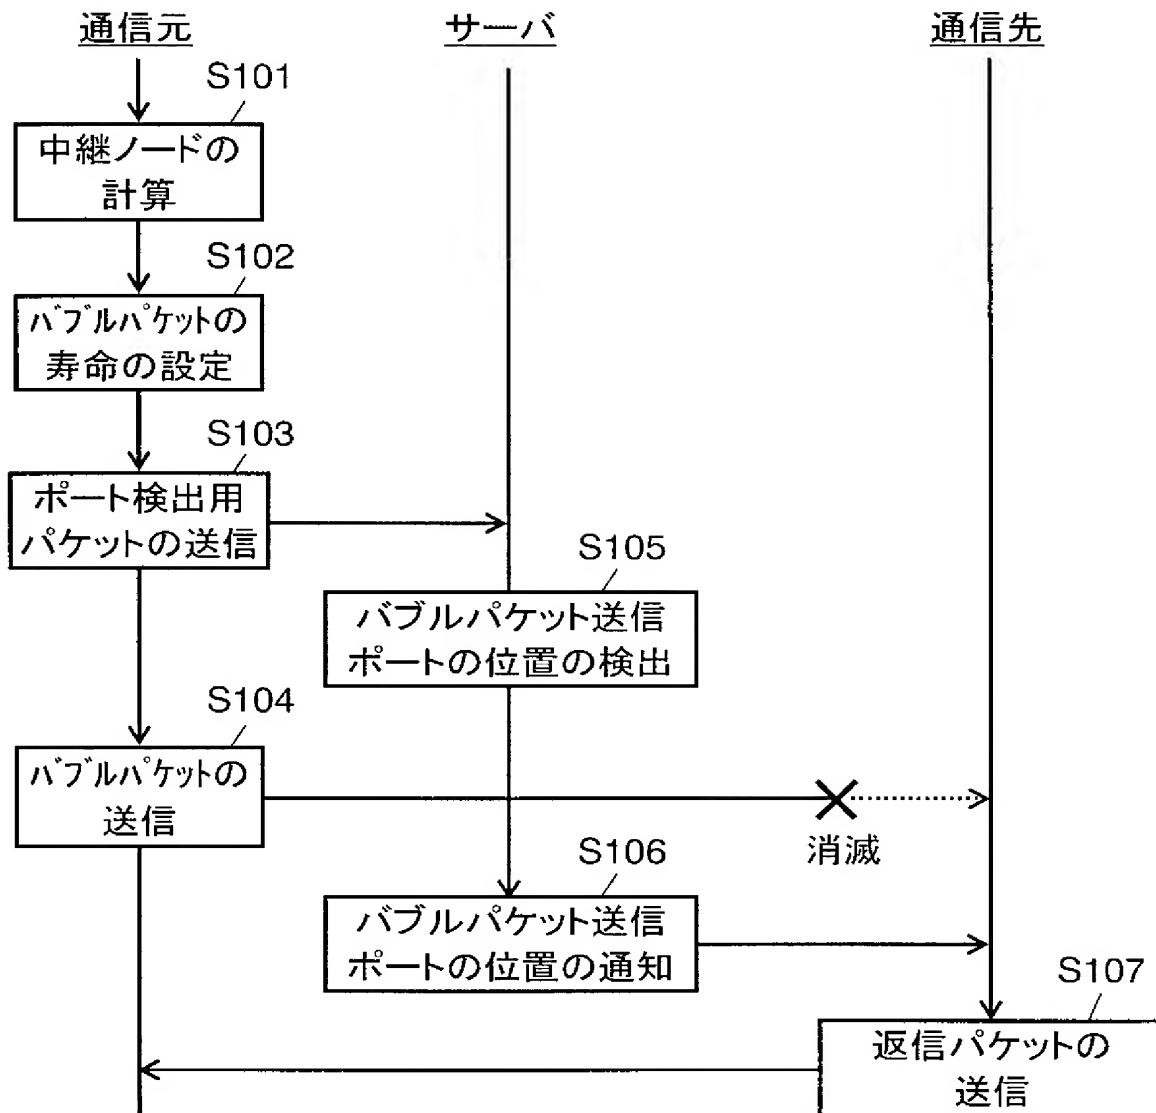 通信元
サーバ
通信先
S101
中継ノードの
計算
S102
バブルパケットの
寿命の設定
S103
ポート検出用
パケットの送信
S105
バブルパケット送信
ポートの位置の検出
S104
バブルパケットの
送信
消滅
S106
バブルパケット送信
ポートの位置の通知
S107
返信パケットの
送信